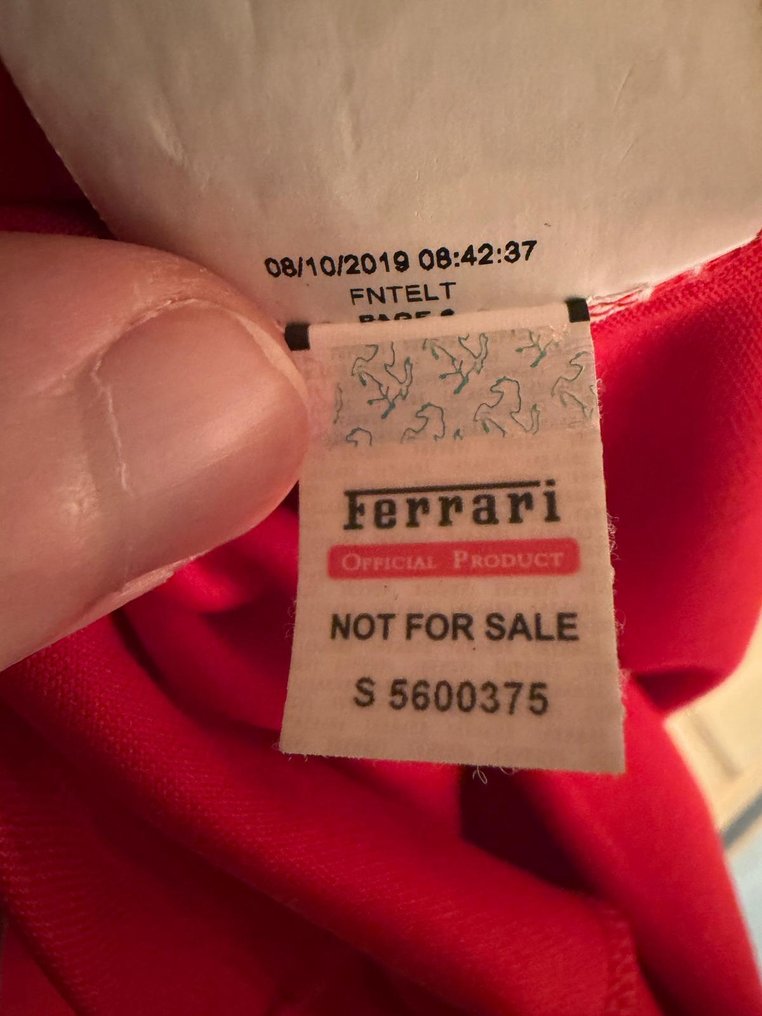 08/10/2019 08:42:37
FNTELT
Ferrari
OFFICIAL PRODUCT
NOT FOR SALE
S 5600375